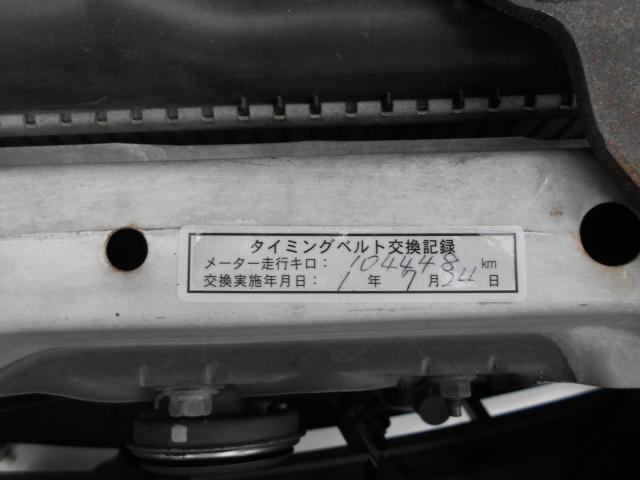 タイミングベルト交換記録
メーター走行キロ： 104448 km
交換実施年月日： 1 年 7 月 日